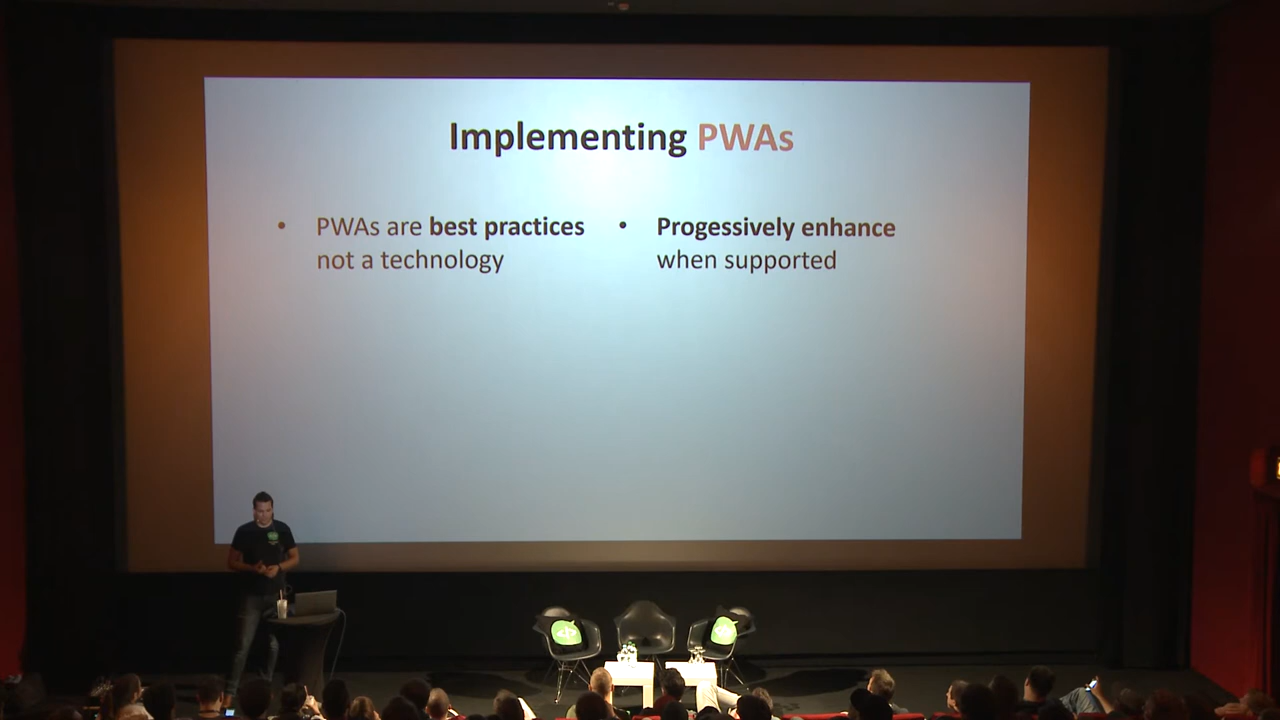 Implementing PWAs
• PWAs are best practices
not a technology
• Progessively enhance
when supported